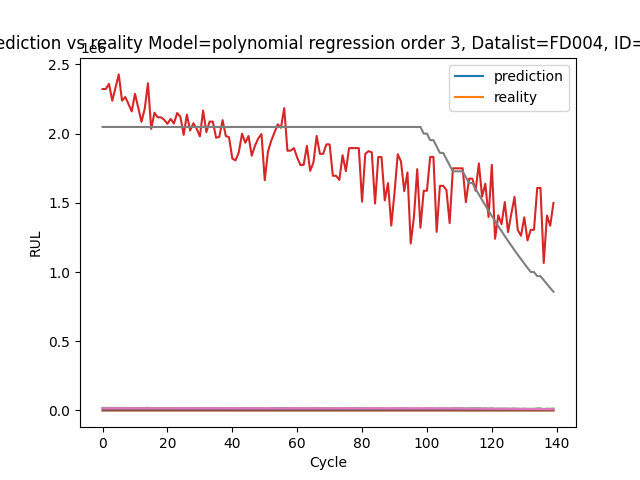 ediction vs reality Model=polynomial regression order 3, Datalist=FD004, ID=
1e6
2.5
2.0
1.5
1.0
0.5
0.0
RUL
prediction
reality
0 20 40 60 80 100 120 140
Cycle